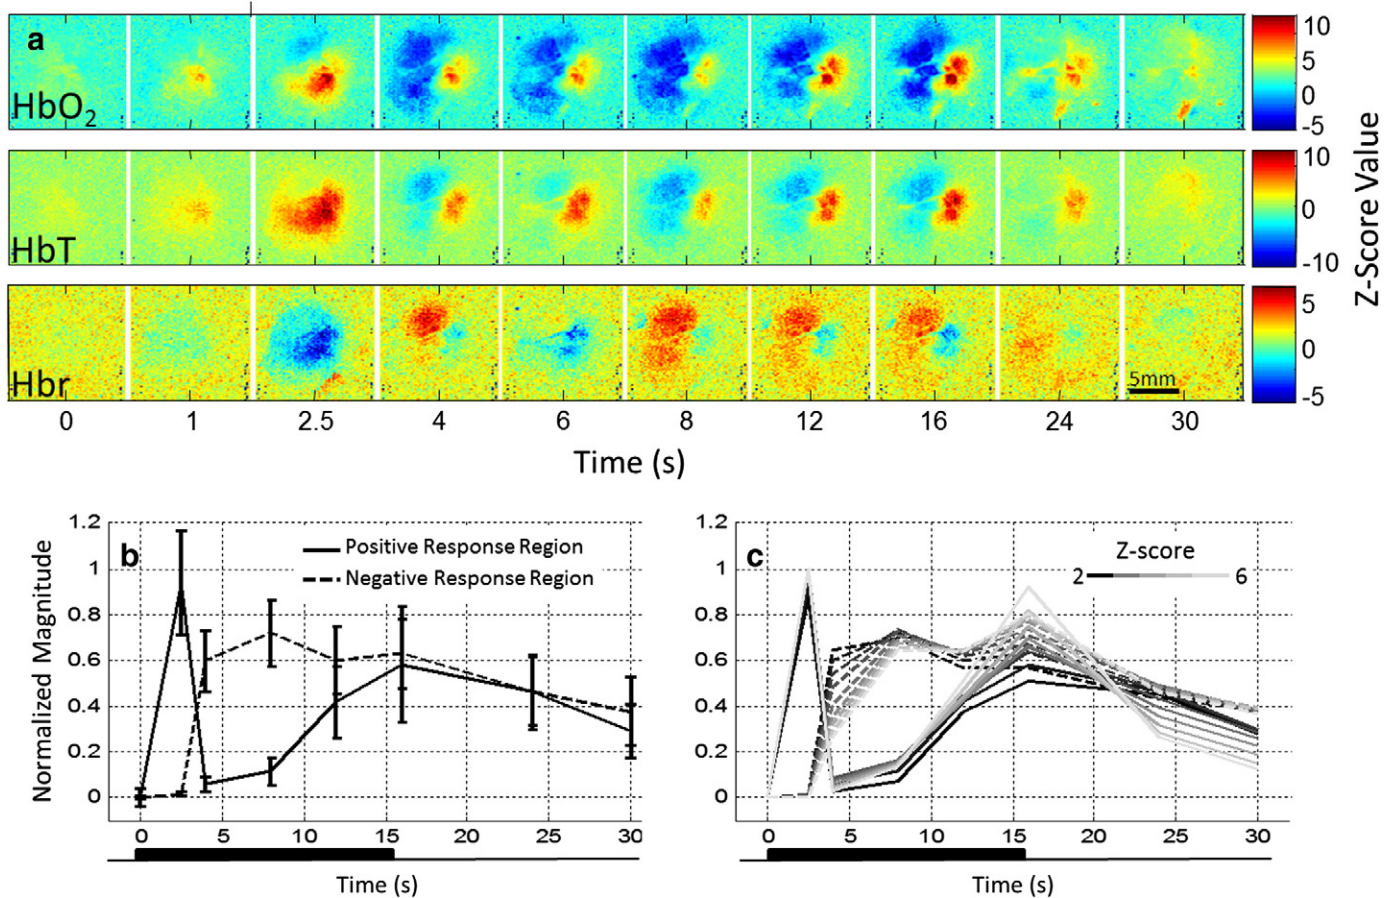 a
HbO2
10
5
0
-5
HbT
10
0
-10
Hbr
5
0
-5
Z-Score Value
5mm
0 1 2.5 4 6 8 12 16 24 30
Time (s)
b
Normalized Magnitude
1.2
1
0.8
0.6
0.4
0.2
0
Positive Response Region
Negative Response Region
0 5 10 15 20 25 30
Time (s)
c
1.2
1
0.8
0.6
0.4
0.2
0
Z-score
2 6
0 5 10 15 20 25 30
Time (s)